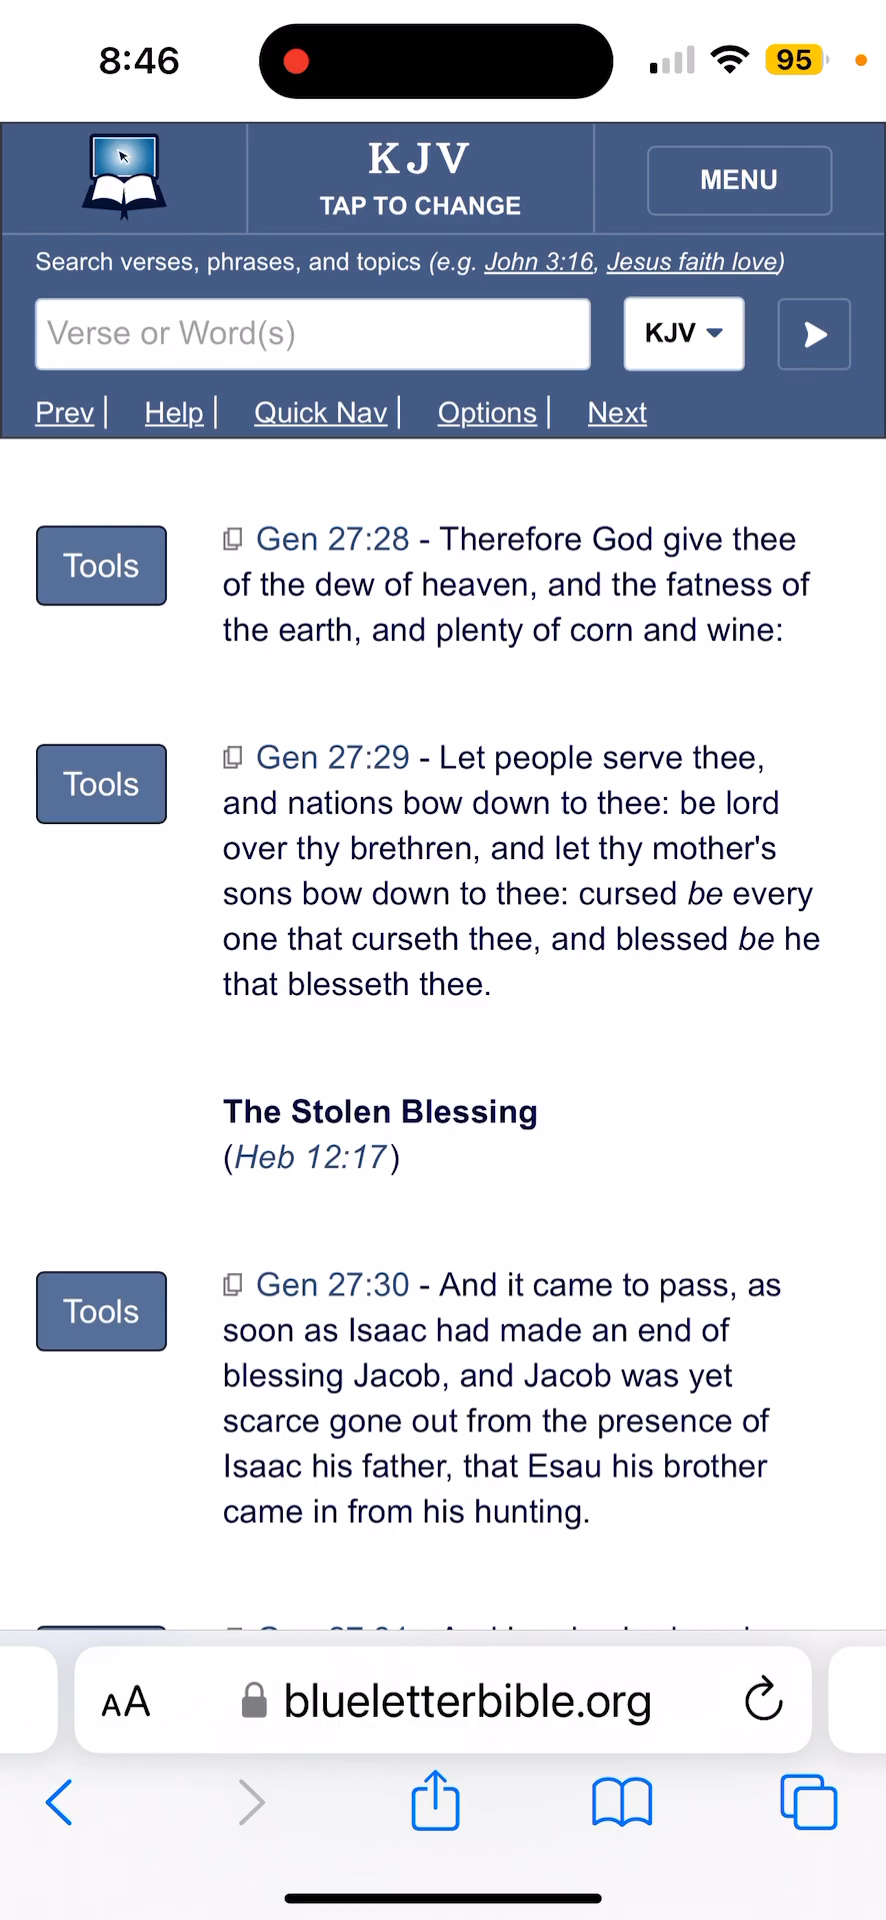 8:46
95
KJV
TAP TO CHANGE
MENU
Search verses, phrases, and topics (e.g. John 3:16, Jesus faith love)
Verse or Word(s)
KJV
Prev | Help | Quick Nav | Options | Next
Tools
Gen 27:28 - Therefore God give thee
of the dew of heaven, and the fatness of
the earth, and plenty of corn and wine:
Tools
Gen 27:29 - Let people serve thee,
and nations bow down to thee: be lord
over thy brethren, and let thy mother's
sons bow down to thee: cursed be every
one that curseth thee, and blessed be he
that blesseth thee.
The Stolen Blessing
(Heb 12:17)
Tools
Gen 27:30 - And it came to pass, as
soon as Isaac had made an end of
blessing Jacob, and Jacob was yet
scarce gone out from the presence of
Isaac his father, that Esau his brother
came in from his hunting.
AA
blueletterbible.org